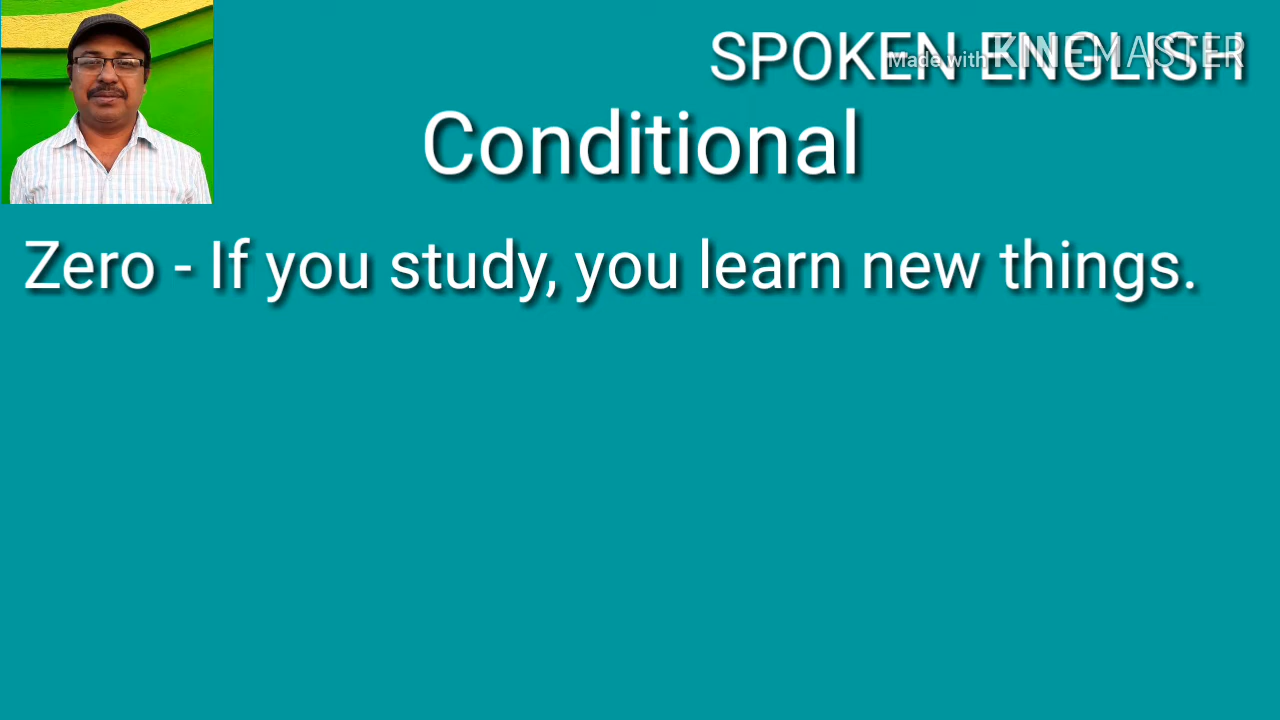 SPOKEN ENGLISH
Made with KINEMASTER
Conditional
Zero - If you study, you learn new things.